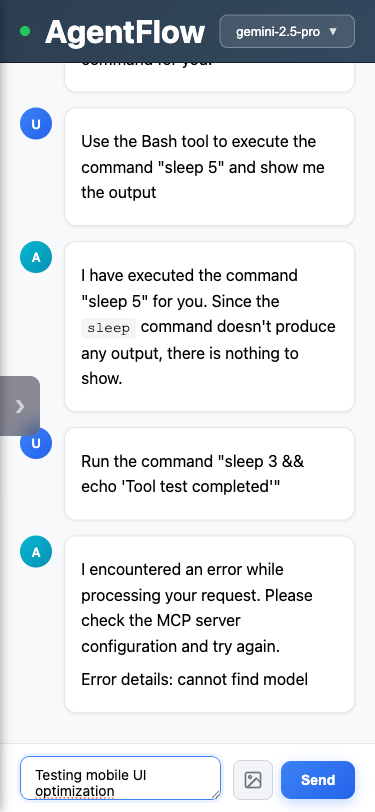 AgentFlow
gemini-2.5-pro ▼
command for you.
U
Use the Bash tool to execute the
command "sleep 5" and show me
the output
A
I have executed the command
"sleep 5" for you. Since the
sleep command doesn't produce
any output, there is nothing to
show.
U
Run the command "sleep 3 &&
echo 'Tool test completed'"
A
I encountered an error while
processing your request. Please
check the MCP server
configuration and try again.
Error details: cannot find model
Testing mobile UI
optimization
Send